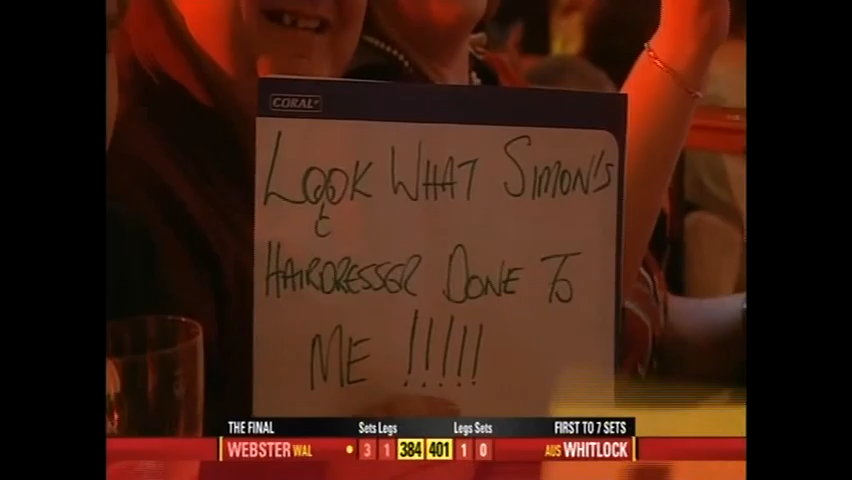 CORAL
LOOK WHAT SIMON'S
HAIRDRESSER DONE TO
ME !!!!!
THE FINAL Sets Legs Legs Sets FIRST TO 7 SETS
WEBSTER WAL 3 1 384 401 1 0 AUS WHITLOCK